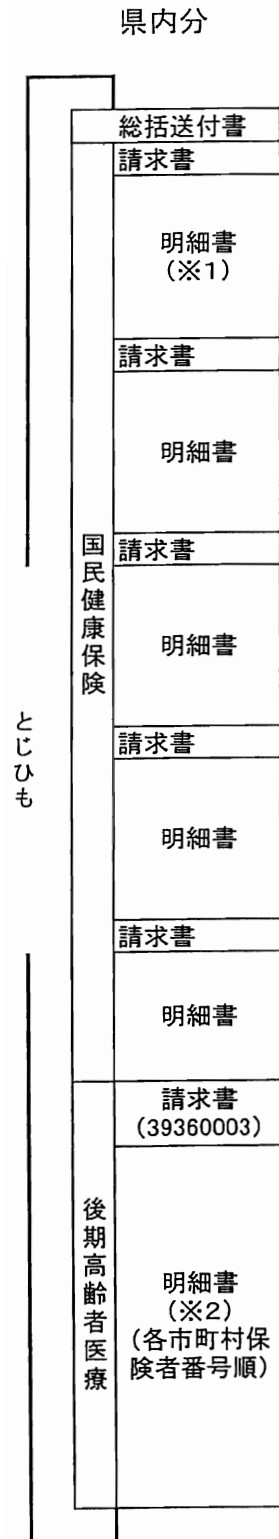 県内分
総括送付書
国民健康保険
請求書
明細書
(※1)
請求書
明細書
請求書
明細書
請求書
明細書
請求書
明細書
後期高齢者医療
請求書
(39360003)
明細書
(※2)
(各市町村保
険者番号順)
とじひも